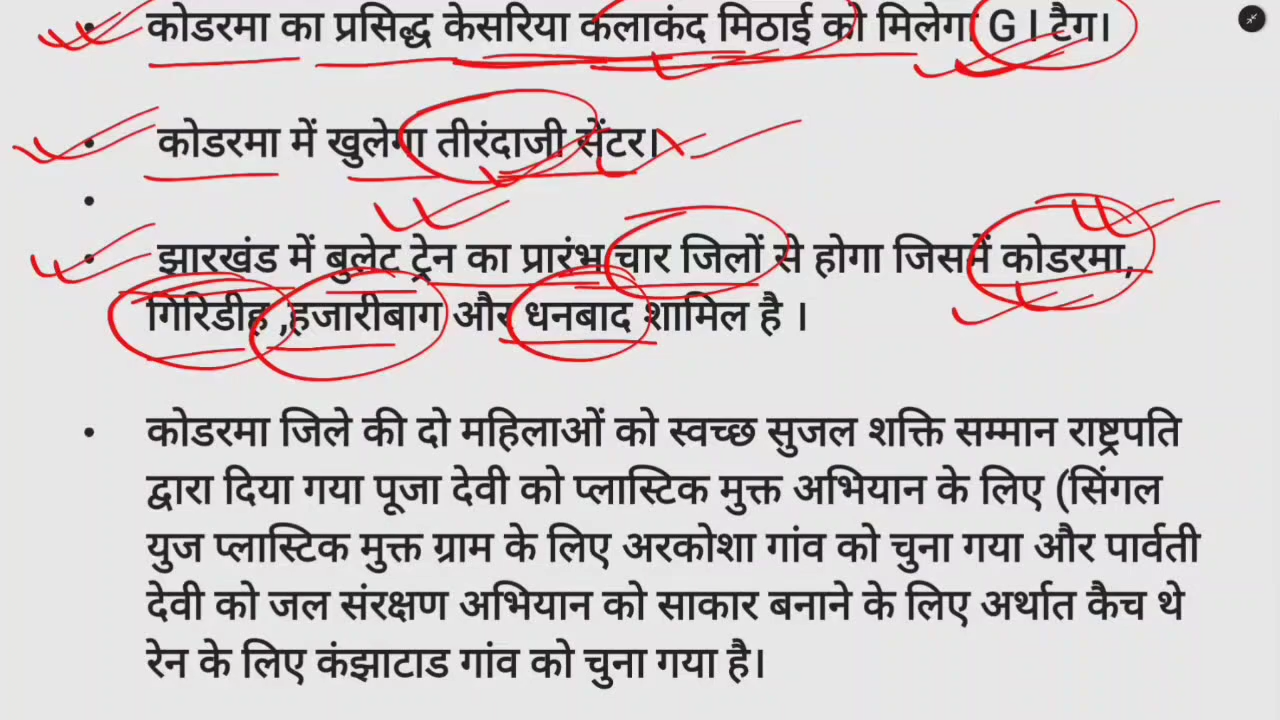 • कोडरमा का प्रसिद्ध केसरिया कलाकंद मिठाई को मिलेगा G I टैग।
• कोडरमा में खुलेगा तीरंदाजी सेंटर।
•
• झारखंड में बुलेट ट्रेन का प्रारंभ चार जिलों से होगा जिसमें कोडरमा,
गिरिडीह ,हजारीबाग और धनबाद शामिल है ।
• कोडरमा जिले की दो महिलाओं को स्वच्छ सुजल शक्ति सम्मान राष्ट्रपति
द्वारा दिया गया पूजा देवी को प्लास्टिक मुक्त अभियान के लिए (सिंगल
युज प्लास्टिक मुक्त ग्राम के लिए अरकोशा गांव को चुना गया और पार्वती
देवी को जल संरक्षण अभियान को साकार बनाने के लिए अर्थात कैच थे
रेन के लिए कंझाटाड गांव को चुना गया है।